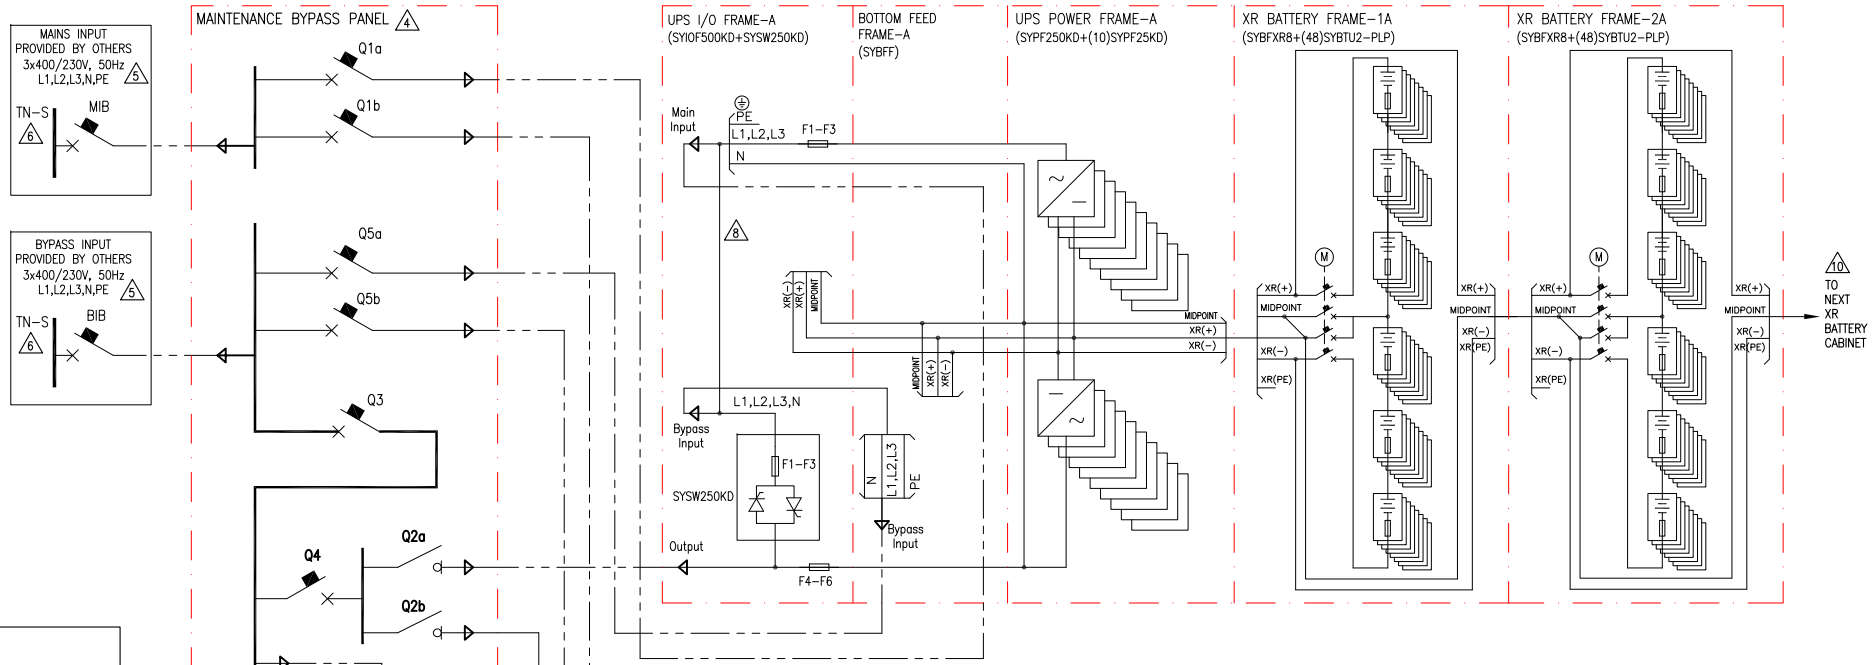 MAINS INPUT
PROVIDED BY OTHERS
3x400/230V, 50Hz
L1,L2,L3,N,PE
5
TN-S
6
MIB
BYPASS INPUT
PROVIDED BY OTHERS
3x400/230V, 50Hz
L1,L2,L3,N,PE
5
TN-S
6
BIB
MAINTENANCE BYPASS PANEL
4
Q1a
Q1b
Q5a
Q5b
Q3
Q4
Q2a
Q2b
UPS I/O FRAME-A
(SYIOF500KD+SYSW250KD)
Main
Input
PE
L1,L2,L3
N
F1-F3
8
XR(-)
XR(+)
MIDPOINT
L1,L2,L3,N
Bypass
Input
F1-F3
SYSW250KD
Output
F4-F6
BOTTOM FEED
FRAME-A
(SYBFF)
MIDPOINT
XR(+)
XR(-)
N
L1,L2,L3
PE
Bypass
Input
UPS POWER FRAME-A
(SYPF250KD+(10)SYPF25KD)
MIDPOINT
XR(+)
XR(-)
XR BATTERY FRAME-1A
(SYBFXR8+(48)SYBTU2-PLP)
M
XR(+)
MIDPOINT
XR(-)
XR(PE)
XR(+)
MIDPOINT
XR(-)
XR(PE)
XR BATTERY FRAME-2A
(SYBFXR8+(48)SYBTU2-PLP)
M
XR(+)
MIDPOINT
XR(-)
XR(PE)
XR(+)
MIDPOINT
XR(-)
XR(PE)
10
TO
NEXT
XR
BATTERY
CABINET